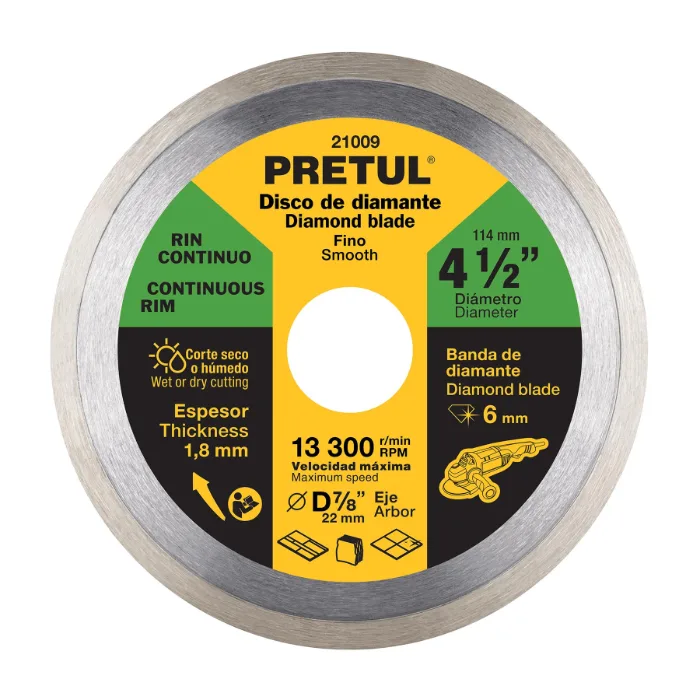 21009
PRETUL®
Disco de diamante
Diamond blade
Fino
Smooth
RIN
CONTINUO
CONTINUOUS
RIM
114 mm
4 ½”
Diámetro
Diameter
Corte seco
o húmedo
Wet or dry cutting
Espesor
Thickness
1,8 mm
Banda de
diamante
Diamond blade
6 mm
13 300 r/min
RPM
Velocidad máxima
Maximum speed
Ø D⅞” Eje
22 mm Arbor